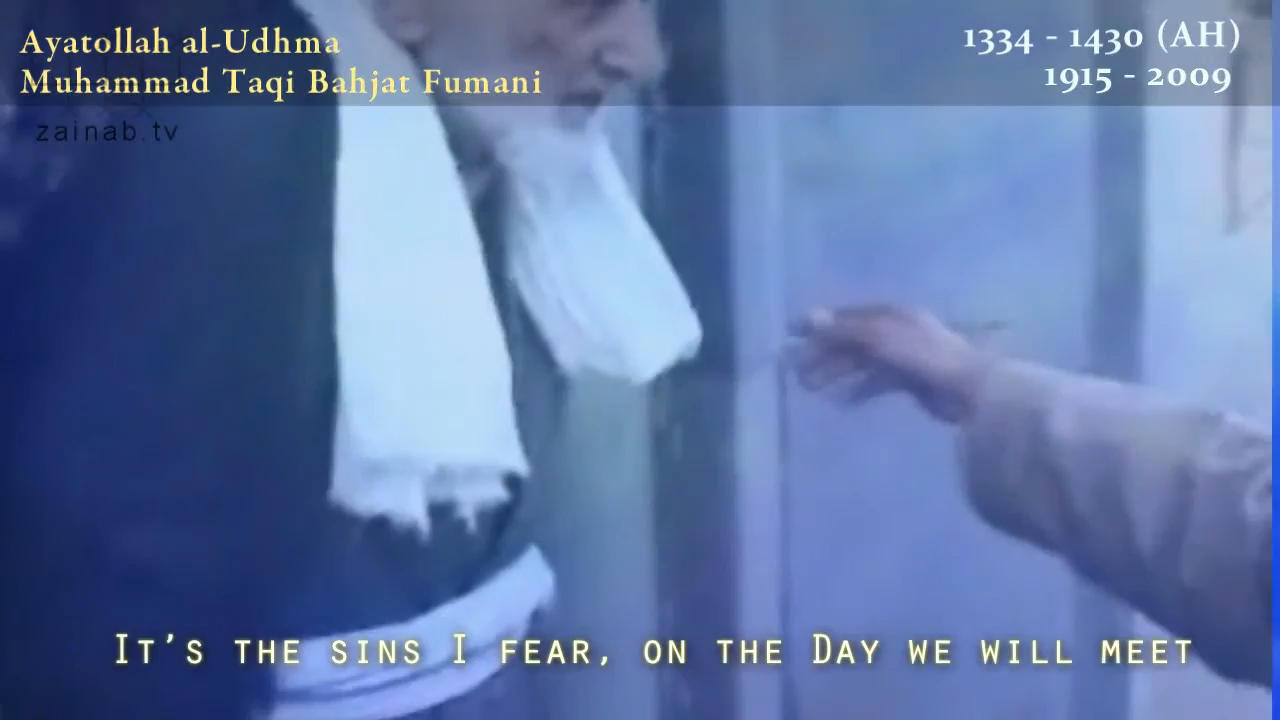 Ayatollah al-Udhma
Muhammad Taqi Bahjat Fumani
1334 - 1430 (AH)
1915 - 2009
zainab.tv
It's the sins I fear, on the Day we will meet